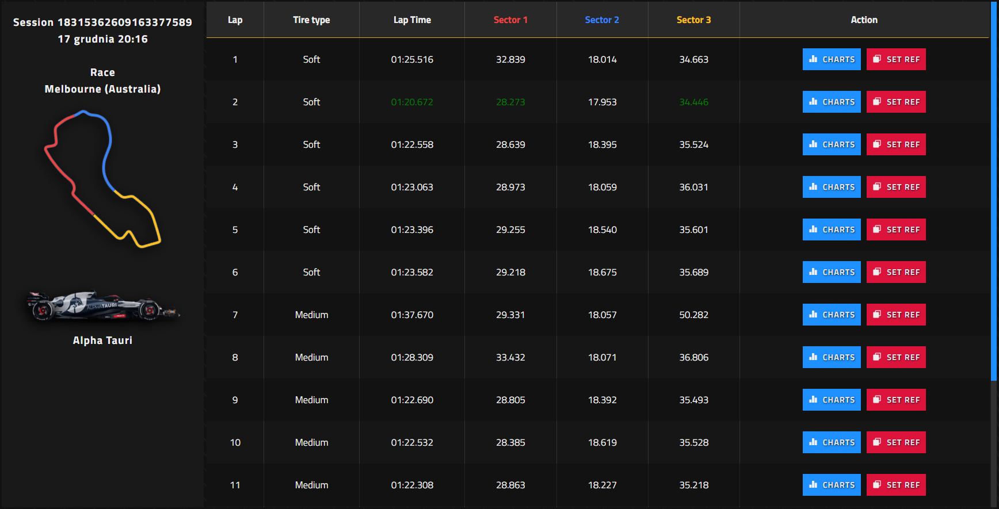 Session 18315362609163377589
17 grudnia 20:16
Race
Melbourne (Australia)
ALPHATAURI
Alpha Tauri
Lap Tire type Lap Time Sector 1 Sector 2 Sector 3 Action
1 Soft 01:25.516 32.839 18.014 34.663 CHARTS SET REF
2 Soft 01:20.672 28.273 17.953 34.446 CHARTS SET REF
3 Soft 01:22.558 28.639 18.395 35.524 CHARTS SET REF
4 Soft 01:23.063 28.973 18.059 36.031 CHARTS SET REF
5 Soft 01:23.396 29.255 18.540 35.601 CHARTS SET REF
6 Soft 01:23.582 29.218 18.675 35.689 CHARTS SET REF
7 Medium 01:37.670 29.331 18.057 50.282 CHARTS SET REF
8 Medium 01:28.309 33.432 18.071 36.806 CHARTS SET REF
9 Medium 01:22.690 28.805 18.392 35.493 CHARTS SET REF
10 Medium 01:22.532 28.385 18.619 35.528 CHARTS SET REF
11 Medium 01:22.308 28.863 18.227 35.218 CHARTS SET REF